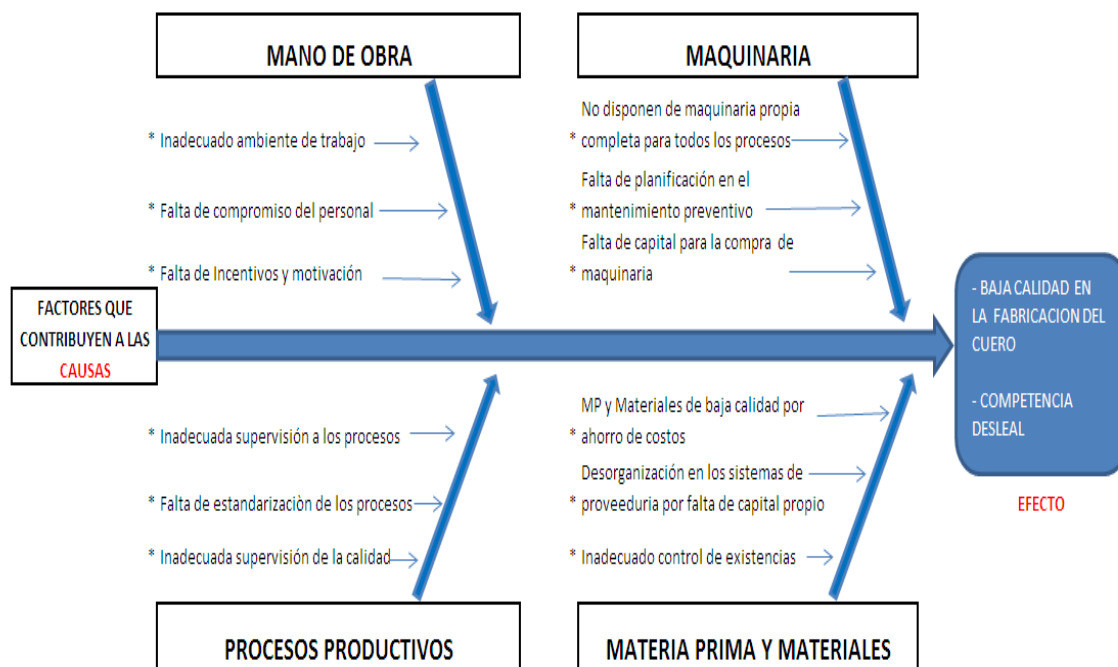 MANO DE OBRA
* Inadecuado ambiente de trabajo
* Falta de compromiso del personal
* Falta de Incentivos y motivación
MAQUINARIA
No disponen de maquinaria propia
* completa para todos los procesos
Falta de planificación en el
* mantenimiento preventivo
Falta de capital para la compra de
* maquinaria
FACTORES QUE
CONTRIBUYEN A LAS
CAUSAS
- BAJA CALIDAD EN
LA FABRICACION DEL
CUERO
- COMPETENCIA
DESLEAL
EFECTO
* Inadecuada supervisión a los procesos
* Falta de estandarizaciòn de los procesos
* Inadecuada supervisión de la calidad
PROCESOS PRODUCTIVOS
MP y Materiales de baja calidad por
* ahorro de costos
Desorganización en los sistemas de
* proveeduria por falta de capital propio
* Inadecuado control de existencias
MATERIA PRIMA Y MATERIALES